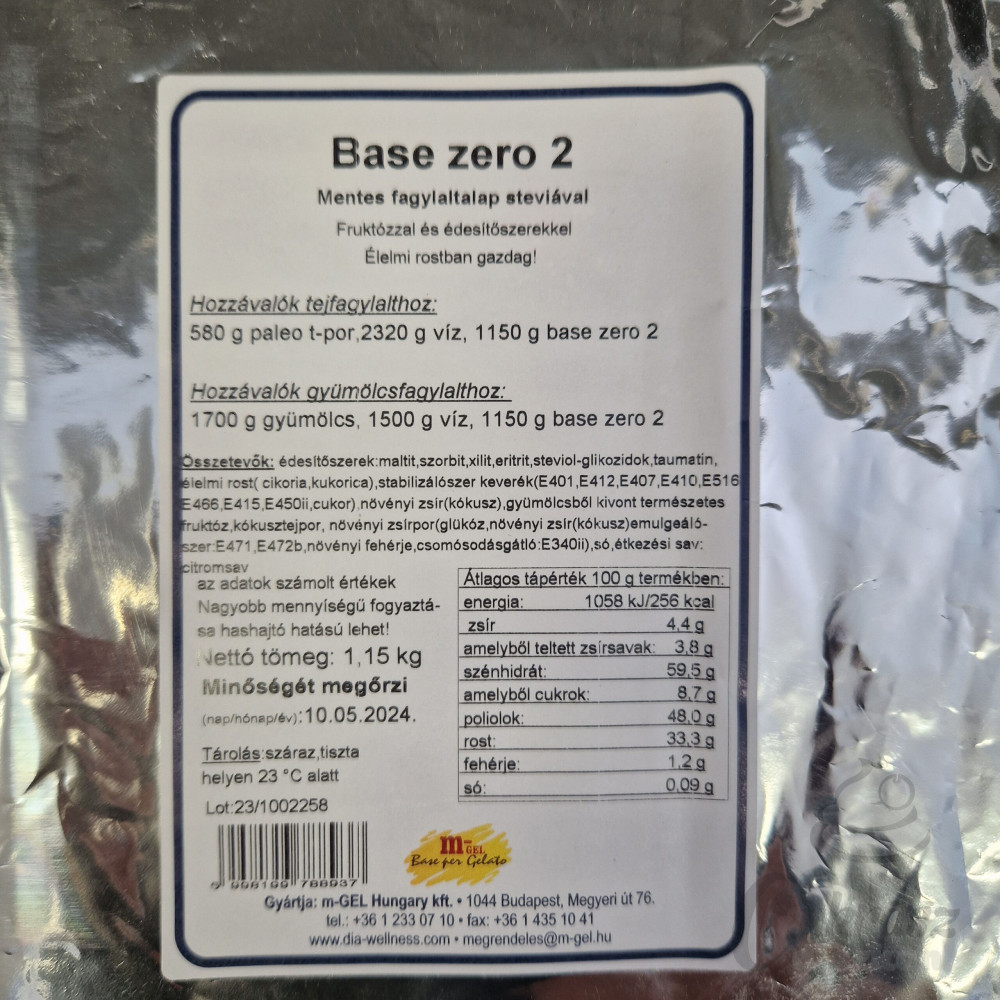 Base zero 2
Mentes fagylaltalap steviával
Fruktózzal és édesítőszerekkel
Élelmi rostban gazdag!
Hozzávalók tejfagylalthoz:
580 g paleo t-por,2320 g víz, 1150 g base zero 2
Hozzávalók gyümölcsfagylalthoz:
1700 g gyümölcs, 1500 g víz, 1150 g base zero 2
Összetevők: édesítőszerek:maltit,szorbit,xilit,eritrit,steviol-glikozidok,taumatin,
élelmi rost( cikoria,kukorica),stabilizálószer keverék(E401,E412,E407,E410,E516
E466,E415,E450ii,cukor),növényi zsír(kókusz),gyümölcsből kivont természetes
fruktóz,kókusztejpor, növényi zsírpor(glükóz,növényi zsír(kókusz)emulgeáló-
szer:E471,E472b,növényi fehérje,csomósodásgátló:E340ii),só,étkezési sav:
citromsav
az adatok számolt értékek
Nagyobb mennyíségű fogyaztá-
sa hashajtó hatású lehet!
Nettó tömeg: 1,15 kg
Minőségét megőrzi
(nap/hónap/év):10.05.2024.
Tárolás:száraz,tiszta
helyen 23 °C alatt
Lot:23/1002258
Átlagos tápérték 100 g termékben:
energia: 1058 kJ/256 kcal
zsír 4,4 g
amelyből teltett zsírsavak: 3,8 g
szénhidrát: 59,5 g
amelyből cukrok: 8,7 g
poliolok: 48,0 g
rost: 33,3 g
fehérje: 1,2 g
só: 0,09 g
5 998199 788937
m-GEL
Base per Gelato
Gyártja: m-GEL Hungary kft. • 1044 Budapest, Megyeri út 76.
tel.: +36 1 233 07 10 • fax: +36 1 435 10 41
www.dia-wellness.com • megrendeles@m-gel.hu